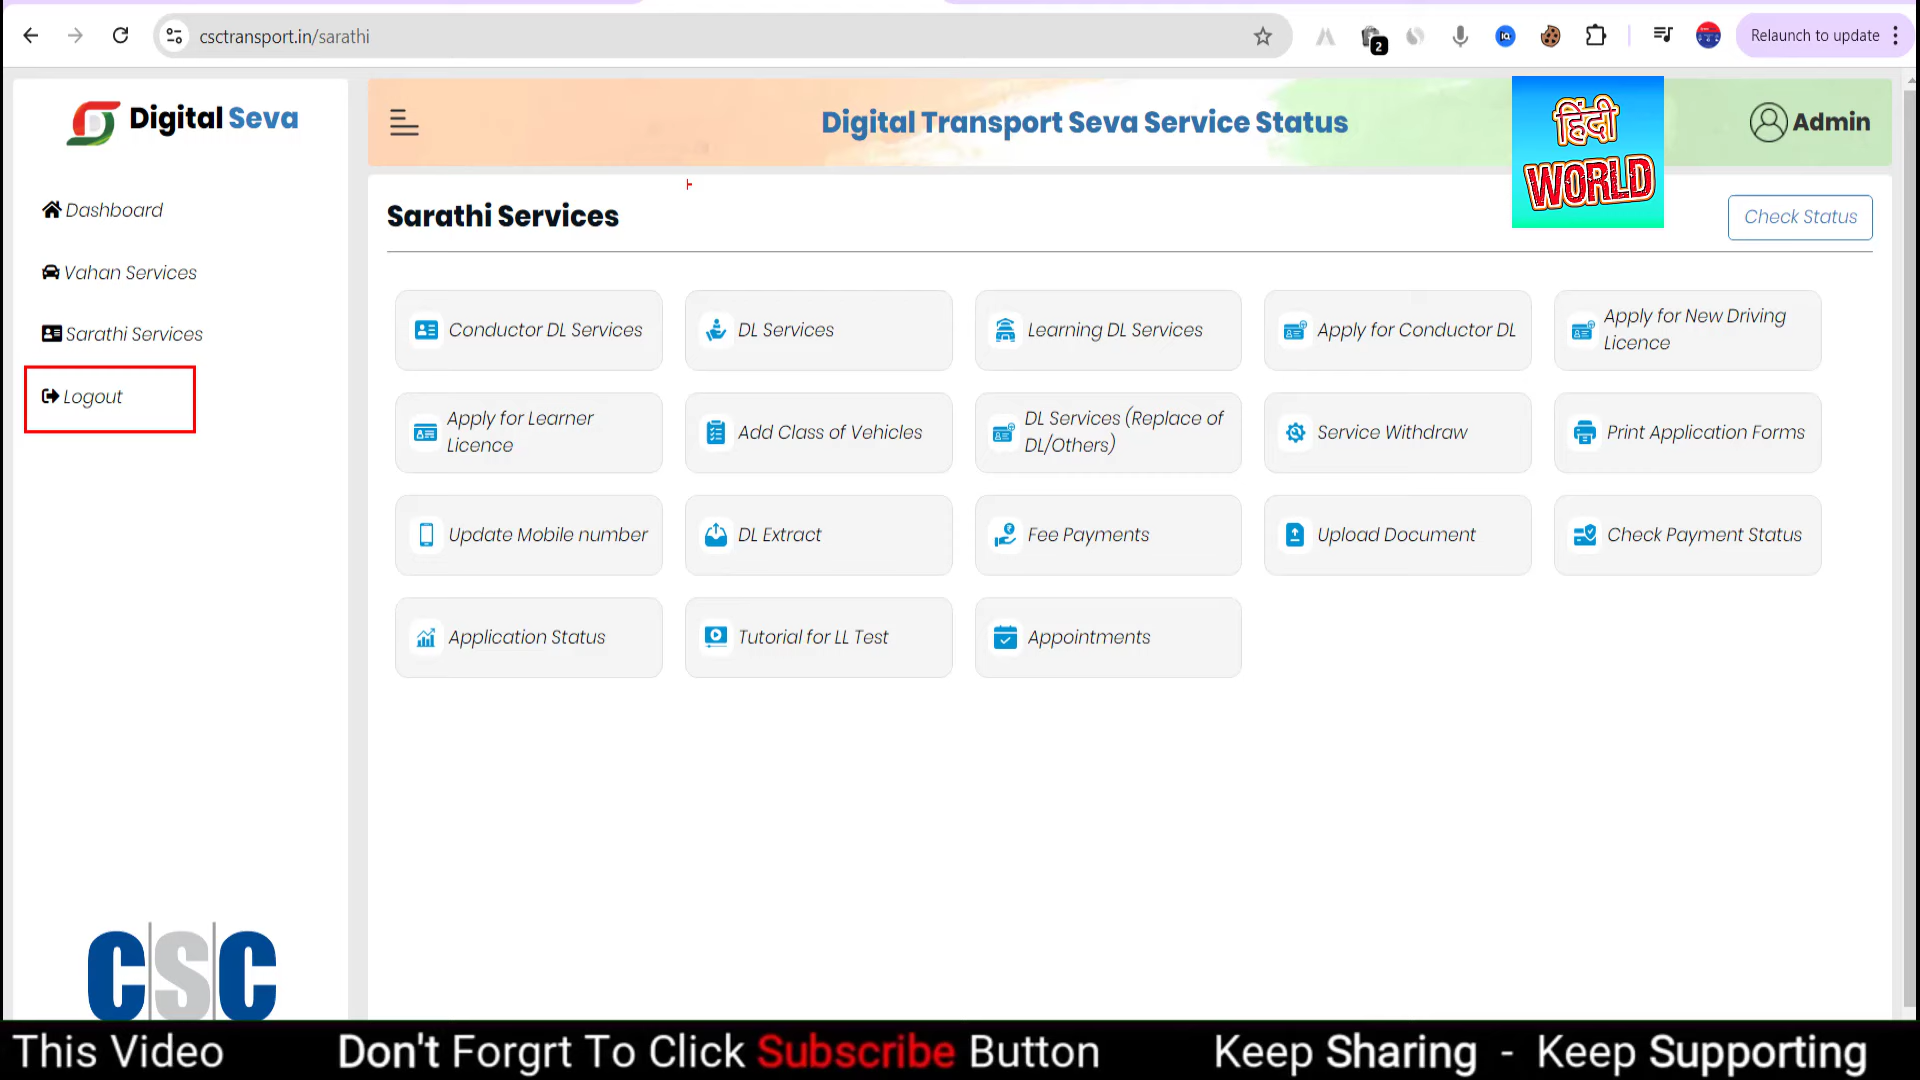 csctransport.in/sarathi
2
Relaunch to update
Digital Seva
Dashboard
Vahan Services
Sarathi Services
Logout
CSC
Digital Transport Seva Service Status
हिंदी
WORLD
Admin
Sarathi Services
Check Status
Conductor DL Services
DL Services
Learning DL Services
Apply for Conductor DL
Apply for New Driving
Licence
Apply for Learner
Licence
Add Class of Vehicles
DL Services (Replace of
DL/Others)
Service Withdraw
Print Application Forms
Update Mobile number
DL Extract
Fee Payments
Upload Document
Check Payment Status
Application Status
Tutorial for LL Test
Appointments
This Video Don't Forgrt To Click Subscribe Button Keep Sharing - Keep Supporting